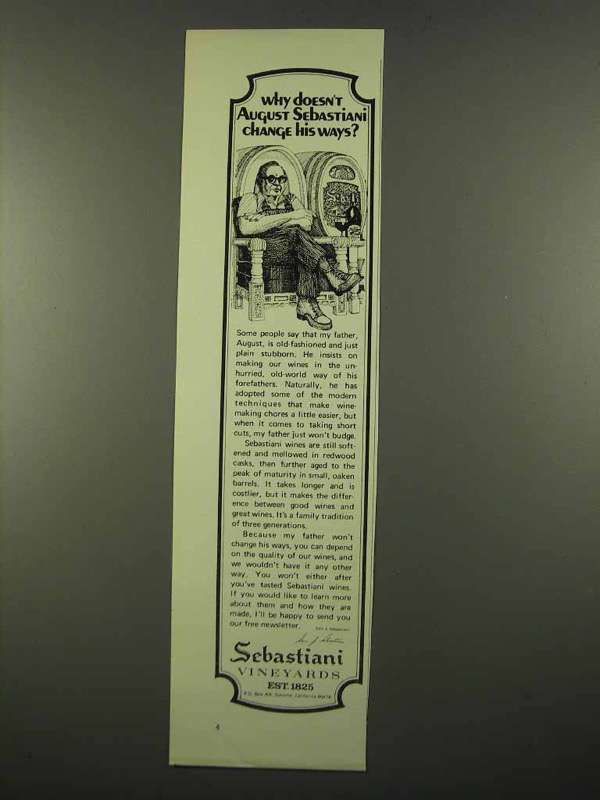 why doesn't
August Sebastiani
change his ways?
Some people say that my father,
August, is old-fashioned and just
plain stubborn. He insists on
making our wines in the un-
hurried, old-world way of his
forefathers. Naturally, he has
adopted some of the modern
techniques that make wine-
making chores a little easier, but
when it comes to taking short
cuts, my father just won't budge.
Sebastiani wines are still soft-
ened and mellowed in redwood
casks, then further aged to the
peak of maturity in small, oaken
barrels. It takes longer and is
costlier, but it makes the differ-
ence between good wines and
great wines. It's a family tradition
of three generations.
Because my father won't
change his ways, you can depend
on the quality of our wines, and
we wouldn't have it any other
way. You won't either after
you've tasted Sebastiani wines.
If you would like to learn more
about them and how they are
made, I'll be happy to send you
our free newsletter.
Sebastiani
VINEYARDS
EST. 1825
P.O. Box Sonoma, California
4